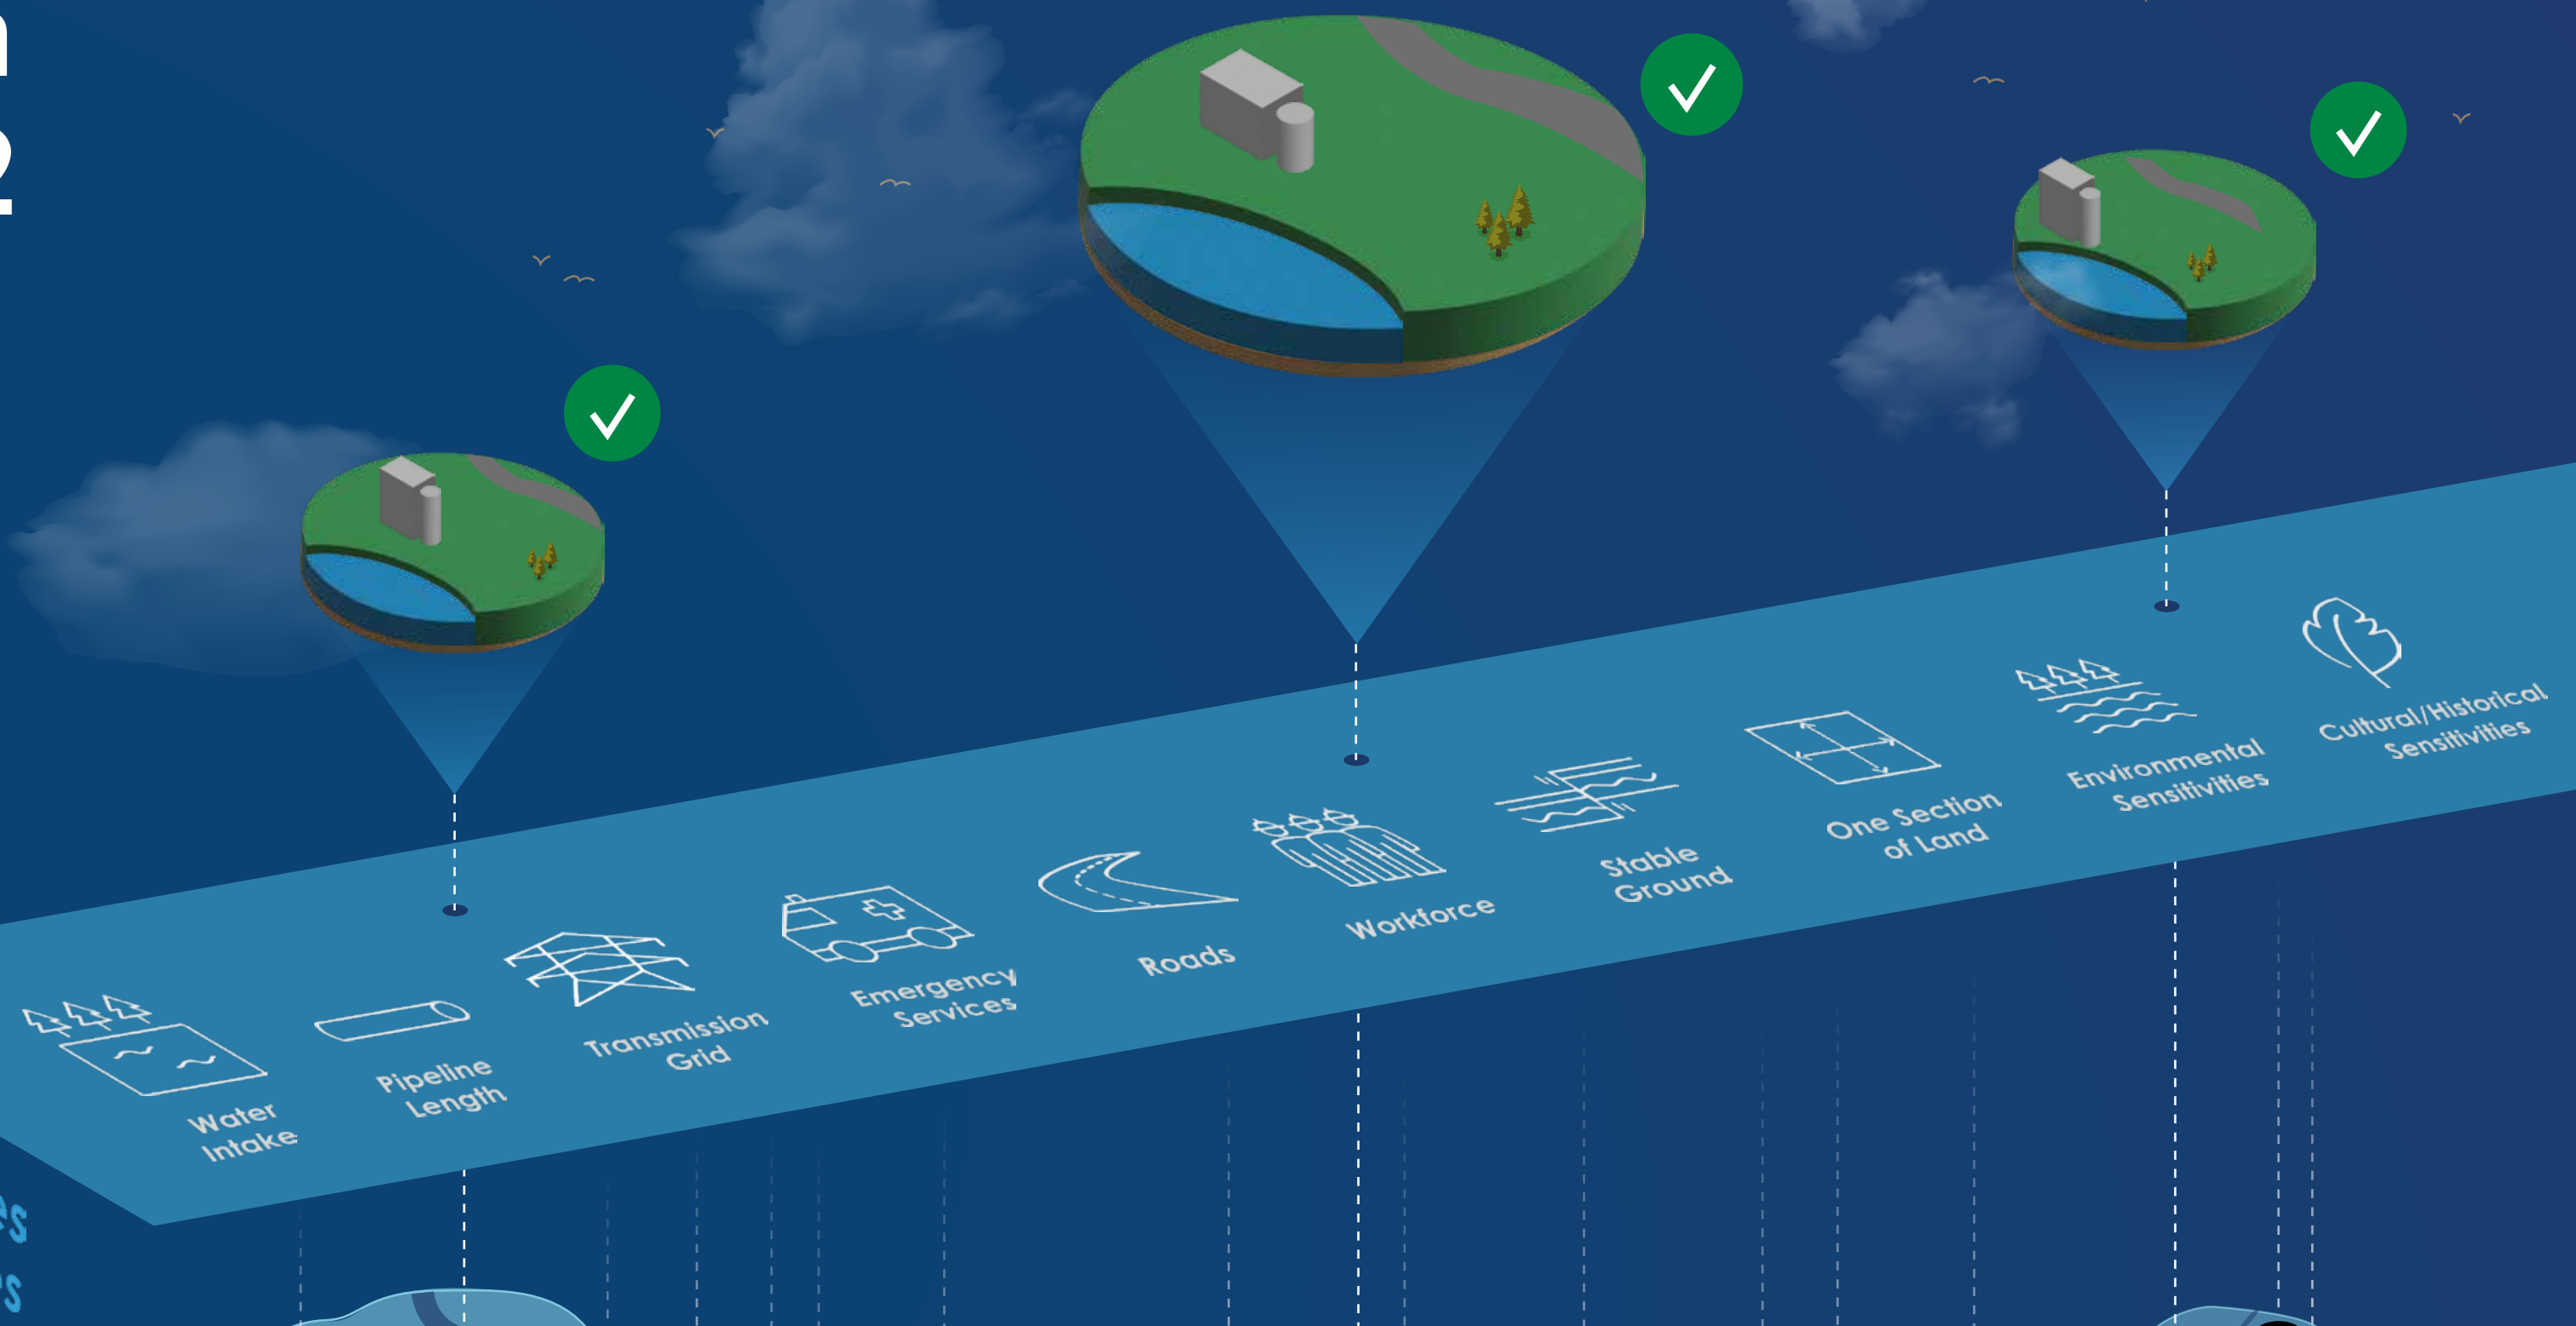 2
Water
Intake
Pipeline
Length
Transmission
Grid
Emergency
Services
Roads
Workforce
Stable
Ground
One Section
of Land
Environmental
Sensitivities
Cultural/Historical
Sensitivities